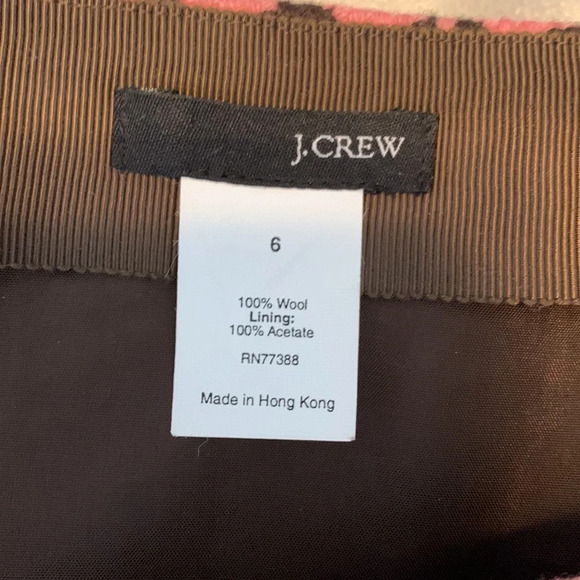 J.CREW
6
100% Wool
Lining:
100% Acetate
RN77388
Made in Hong Kong